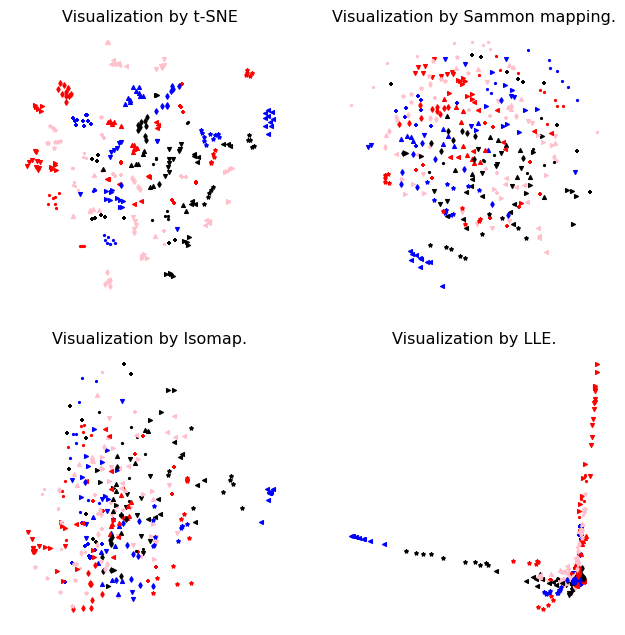 Visualization by t-SNE
Visualization by Sammon mapping.
Visualization by Isomap.
Visualization by LLE.